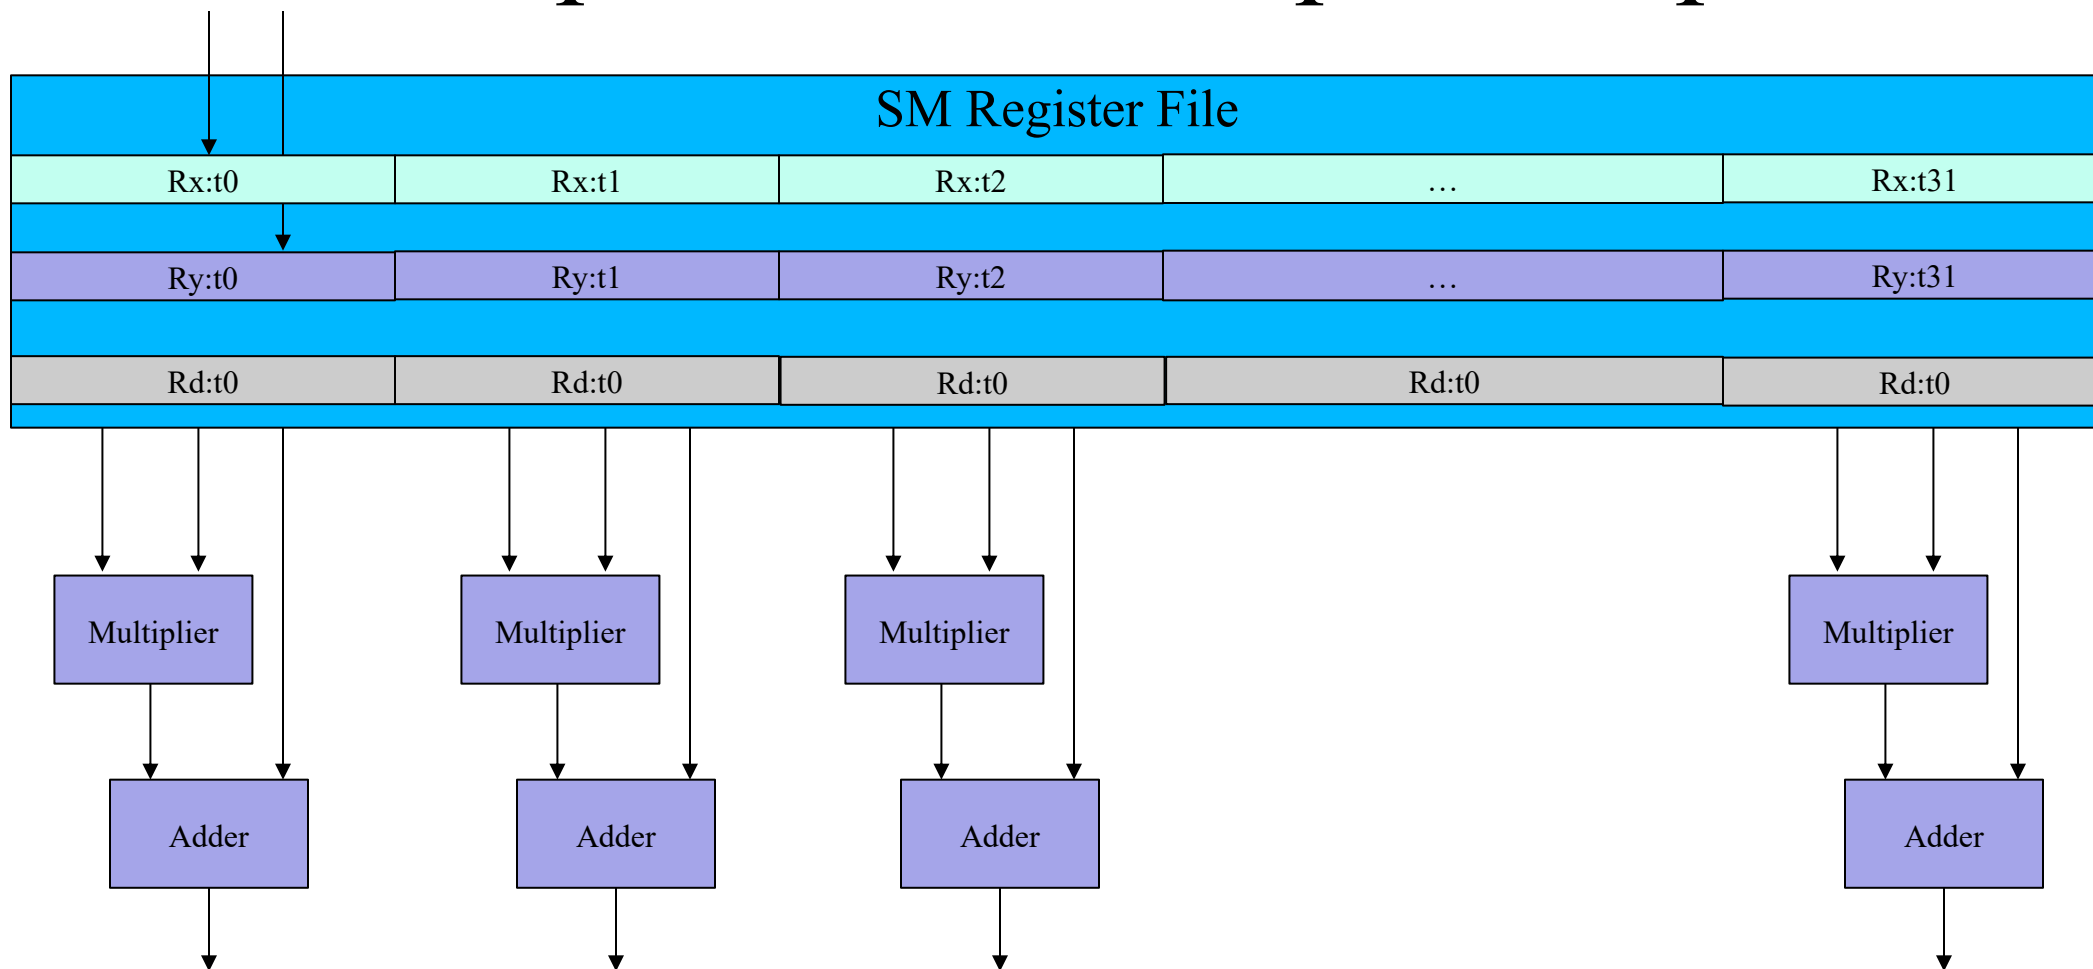 SM Register File
Rx:t0 Rx:t1 Rx:t2 … Rx:t31
Ry:t0 Ry:t1 Ry:t2 … Ry:t31
Rd:t0 Rd:t0 Rd:t0 Rd:t0 Rd:t0
Multiplier Multiplier Multiplier Multiplier
Adder Adder Adder Adder